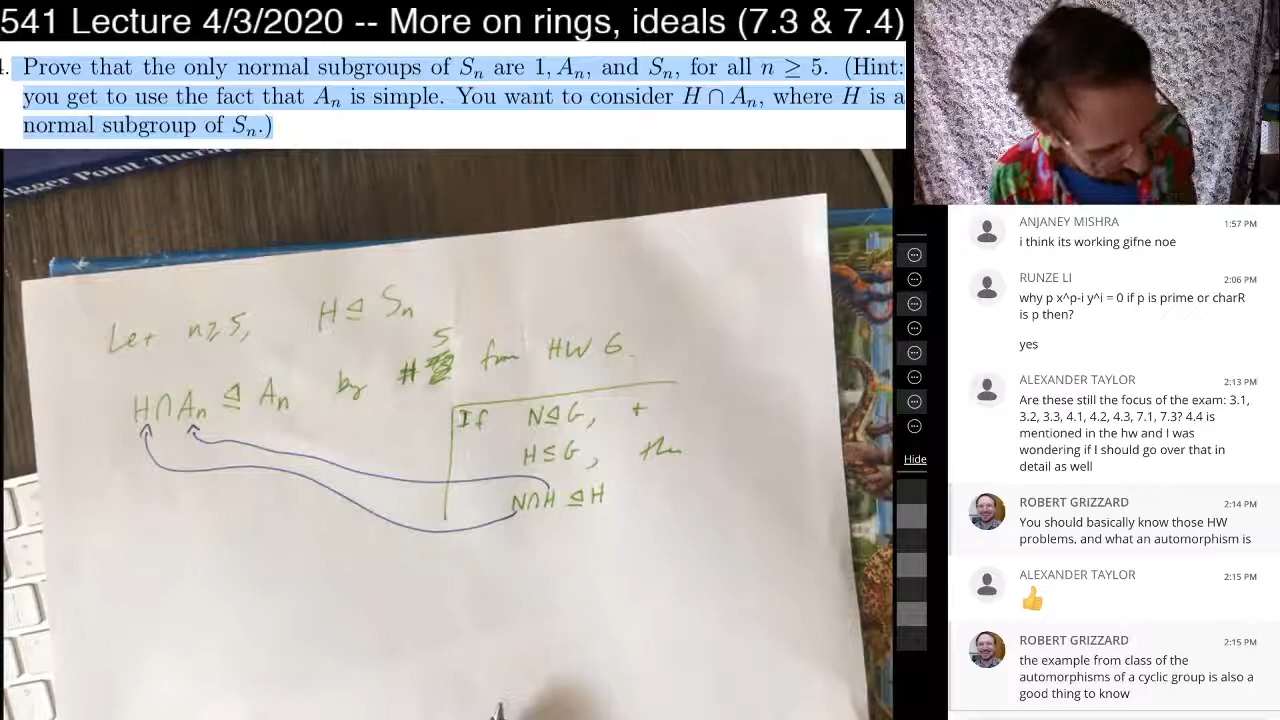 541 Lecture 4/3/2020 -- More on rings, ideals (7.3 & 7.4)
Prove that the only normal subgroups of Sₙ are 1, Aₙ, and Sₙ, for all n ≥ 5. (Hint:
you get to use the fact that Aₙ is simple. You want to consider H ∩ Aₙ, where H is a
normal subgroup of Sₙ.)
gger Point Therap
Let n ≥ 5, H ⊴ Sₙ
H∩Aₙ ⊴ Aₙ by # 5 from HW 6.
If N⊴G, +
H≤G, then
N∩H ⊴H
ANJANEY MISHRA 1:57 PM
i think its working gifne noe
RUNZE LI 2:06 PM
why p x^p-i y^i = 0 if p is prime or charR
is p then?
yes
ALEXANDER TAYLOR 2:13 PM
Are these still the focus of the exam: 3.1,
3.2, 3.3, 4.1, 4.2, 4.3, 7.1, 7.3? 4.4 is
mentioned in the hw and I was
wondering if I should go over that in
detail as well
Hide
ROBERT GRIZZARD 2:14 PM
You should basically know those HW
problems, and what an automorphism is
ALEXANDER TAYLOR 2:15 PM
👍
ROBERT GRIZZARD 2:15 PM
the example from class of the
automorphisms of a cyclic group is also a
good thing to know